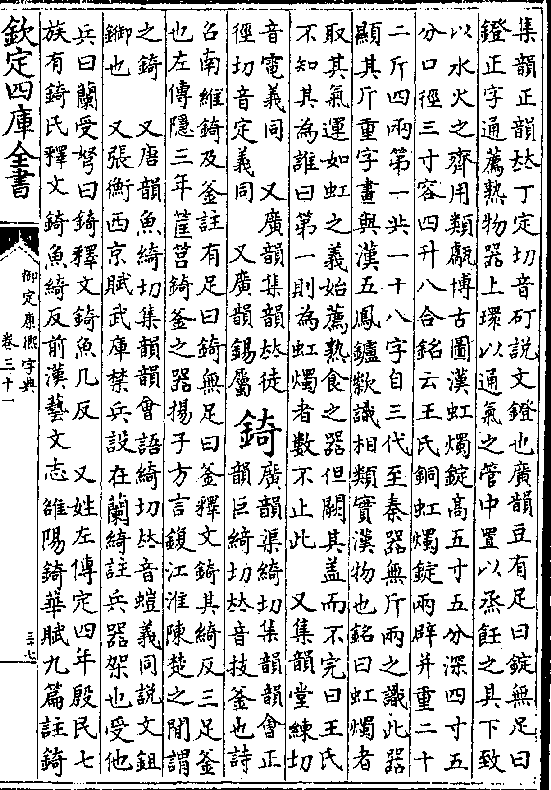 集韻正韻𠀤丁定切音矴說文鐙也廣韻豆有足曰錠無足曰
鐙正字通薦熟物器上環以通氣之管中置以烝飪之具下致
以水火之齊用類甗博古圖漢虹燭錠高五寸五分深四寸五
分口徑三寸容四升八合銘云王氏銅虹燭錠兩辟并重二十
二斤四兩第一共一十八字自三代至秦器無斤兩之識此器
顯其斤重字畫與漢五鳳鑪欵識相類實漢物也銘曰虹燭者
取其氣運如虹之義始薦熟食之器但闕其盖而不完曰王氏
不知其為誰曰第一則為虹燭者數不止此　又集韻堂練切
音電義同　又廣韻集韻𠀤徒
徑切音定義同　又廣韻錫屬
錡
廣韻渠綺切集韻韻會正
韻巨綺切𠀤音技釜也詩
召南維錡及釜註有足曰錡無足曰釜釋文錡其綺反三足釜
也左傳隱三年筐筥錡釜之器揚子方言鍑江淮陳楚之間謂
之錡　又唐韻魚綺切集韻韻會語綺切𠀤音螘義同說文鉏
𨦯也　又張衡西京賦武庫禁兵設在蘭綺註兵器架也受他
兵曰蘭受弩曰錡釋文錡魚几反　又姓左傳定四年殷民七
族有錡氏釋文錡魚綺反前漢藝文志雒陽錡華賦九篇註錡
欽定四庫全書
御定康熙字典
卷三十一
三七